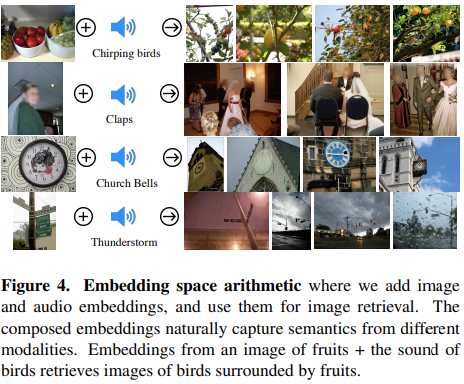 Chirping birds
Claps
Church Bells
Thunderstorm
Figure 4. Embedding space arithmetic where we add image
and audio embeddings, and use them for image retrieval. The
composed embeddings naturally capture semantics from different
modalities. Embeddings from an image of fruits + the sound of
birds retrieves images of birds surrounded by fruits.